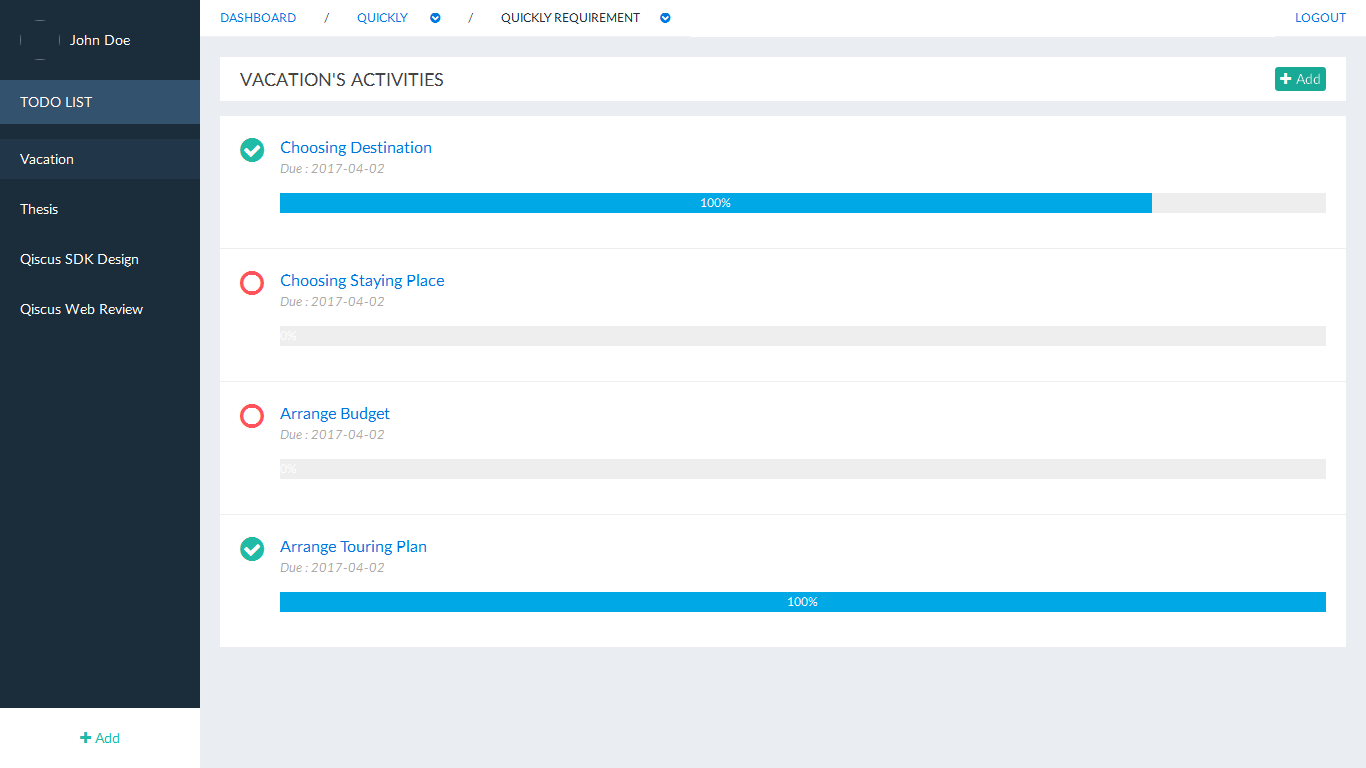 John Doe
TODO LIST
Vacation
Thesis
Qiscus SDK Design
Qiscus Web Review
Add
DASHBOARD / QUICKLY / QUICKLY REQUIREMENT LOGOUT
VACATION'S ACTIVITIES Add
Choosing Destination
Due : 2017-04-02
100%
Choosing Staying Place
Due : 2017-04-02
0%
Arrange Budget
Due : 2017-04-02
0%
Arrange Touring Plan
Due : 2017-04-02
100%